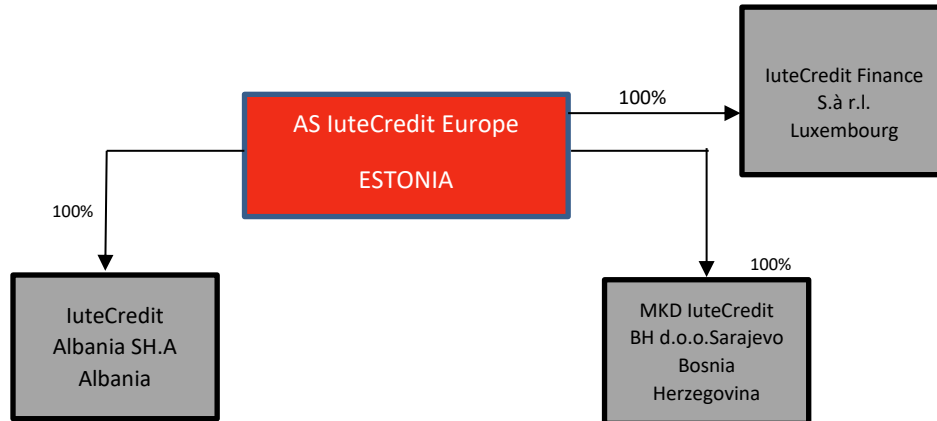 IuteCredit Finance
S.à r.l.
Luxembourg
100%
AS IuteCredit Europe
ESTONIA
100%
100%
IuteCredit
Albania SH.A
Albania
MKD IuteCredit
BH d.o.o.Sarajevo
Bosnia
Herzegovina